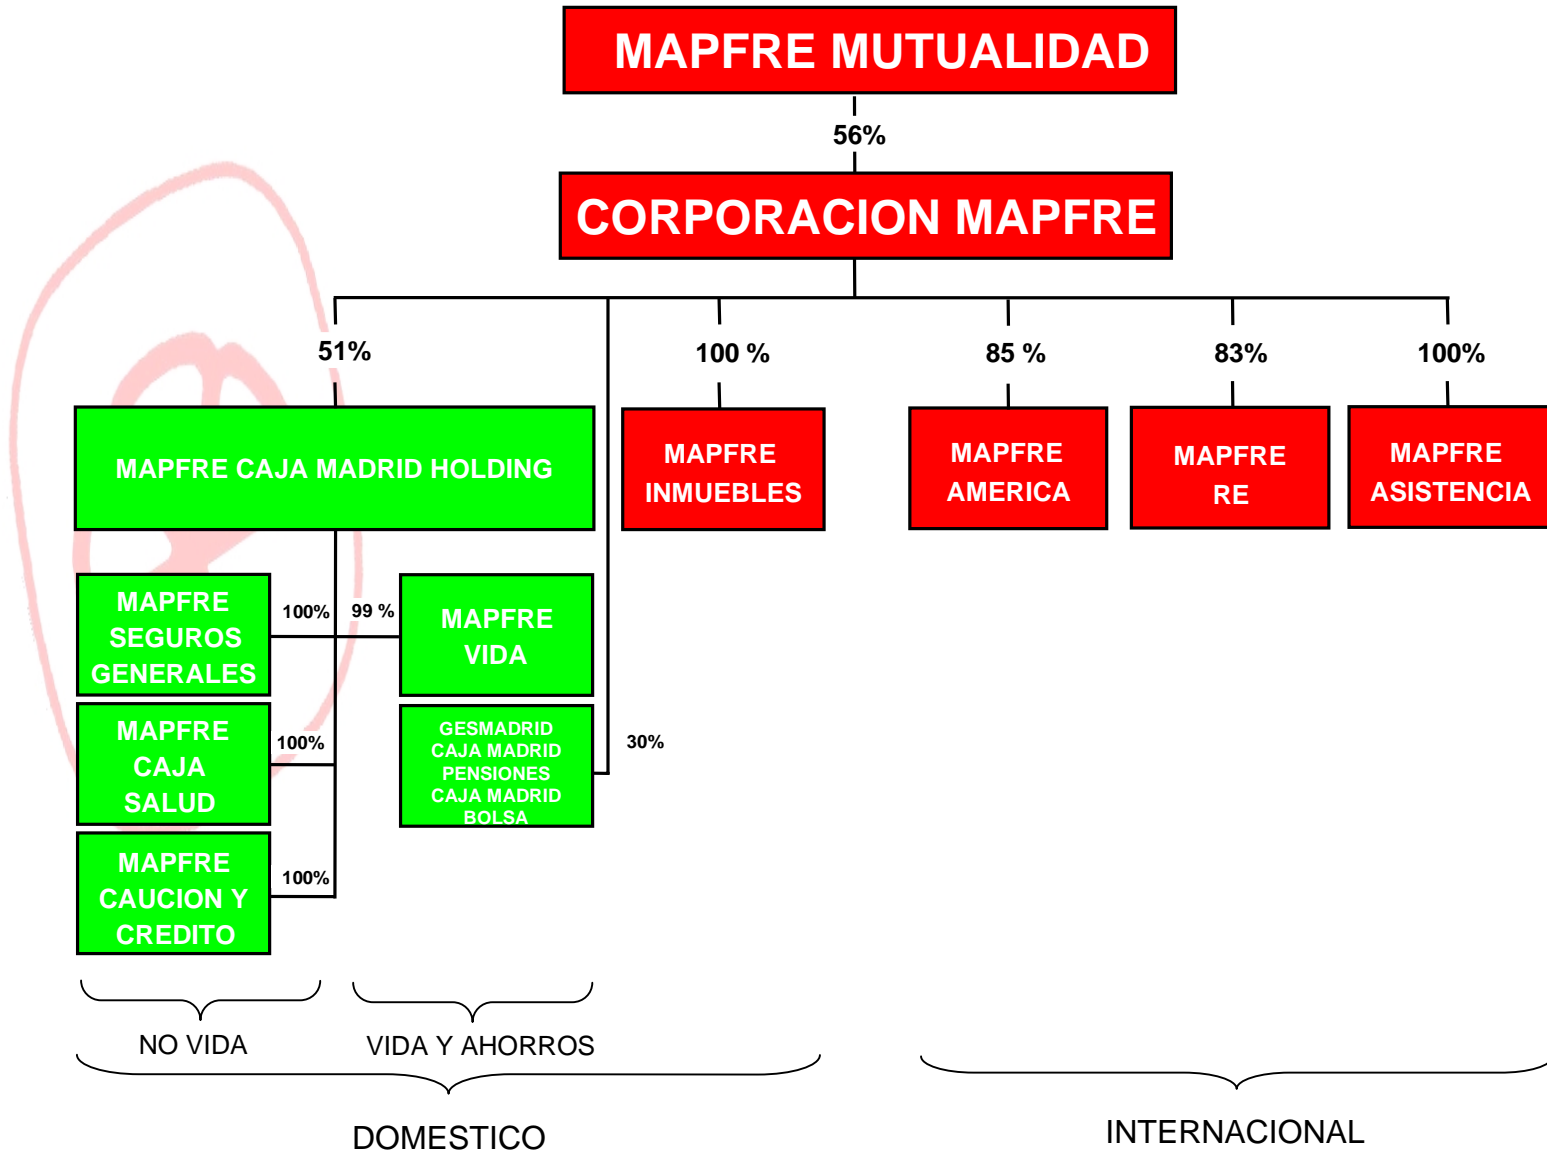 MAPFRE MUTUALIDAD
56%
CORPORACION MAPFRE
51%
100 %
85 %
83%
100%
MAPFRE CAJA MADRID HOLDING
MAPFRE
INMUEBLES
MAPFRE
AMERICA
MAPFRE
RE
MAPFRE
ASISTENCIA
MAPFRE
SEGUROS
GENERALES
100%
99 %
MAPFRE
VIDA
MAPFRE
CAJA
SALUD
100%
GESMADRID
CAJA MADRID
PENSIONES
CAJA MADRID
BOLSA
30%
MAPFRE
CAUCION Y
CREDITO
100%
NO VIDA
VIDA Y AHORROS
DOMESTICO
INTERNACIONAL